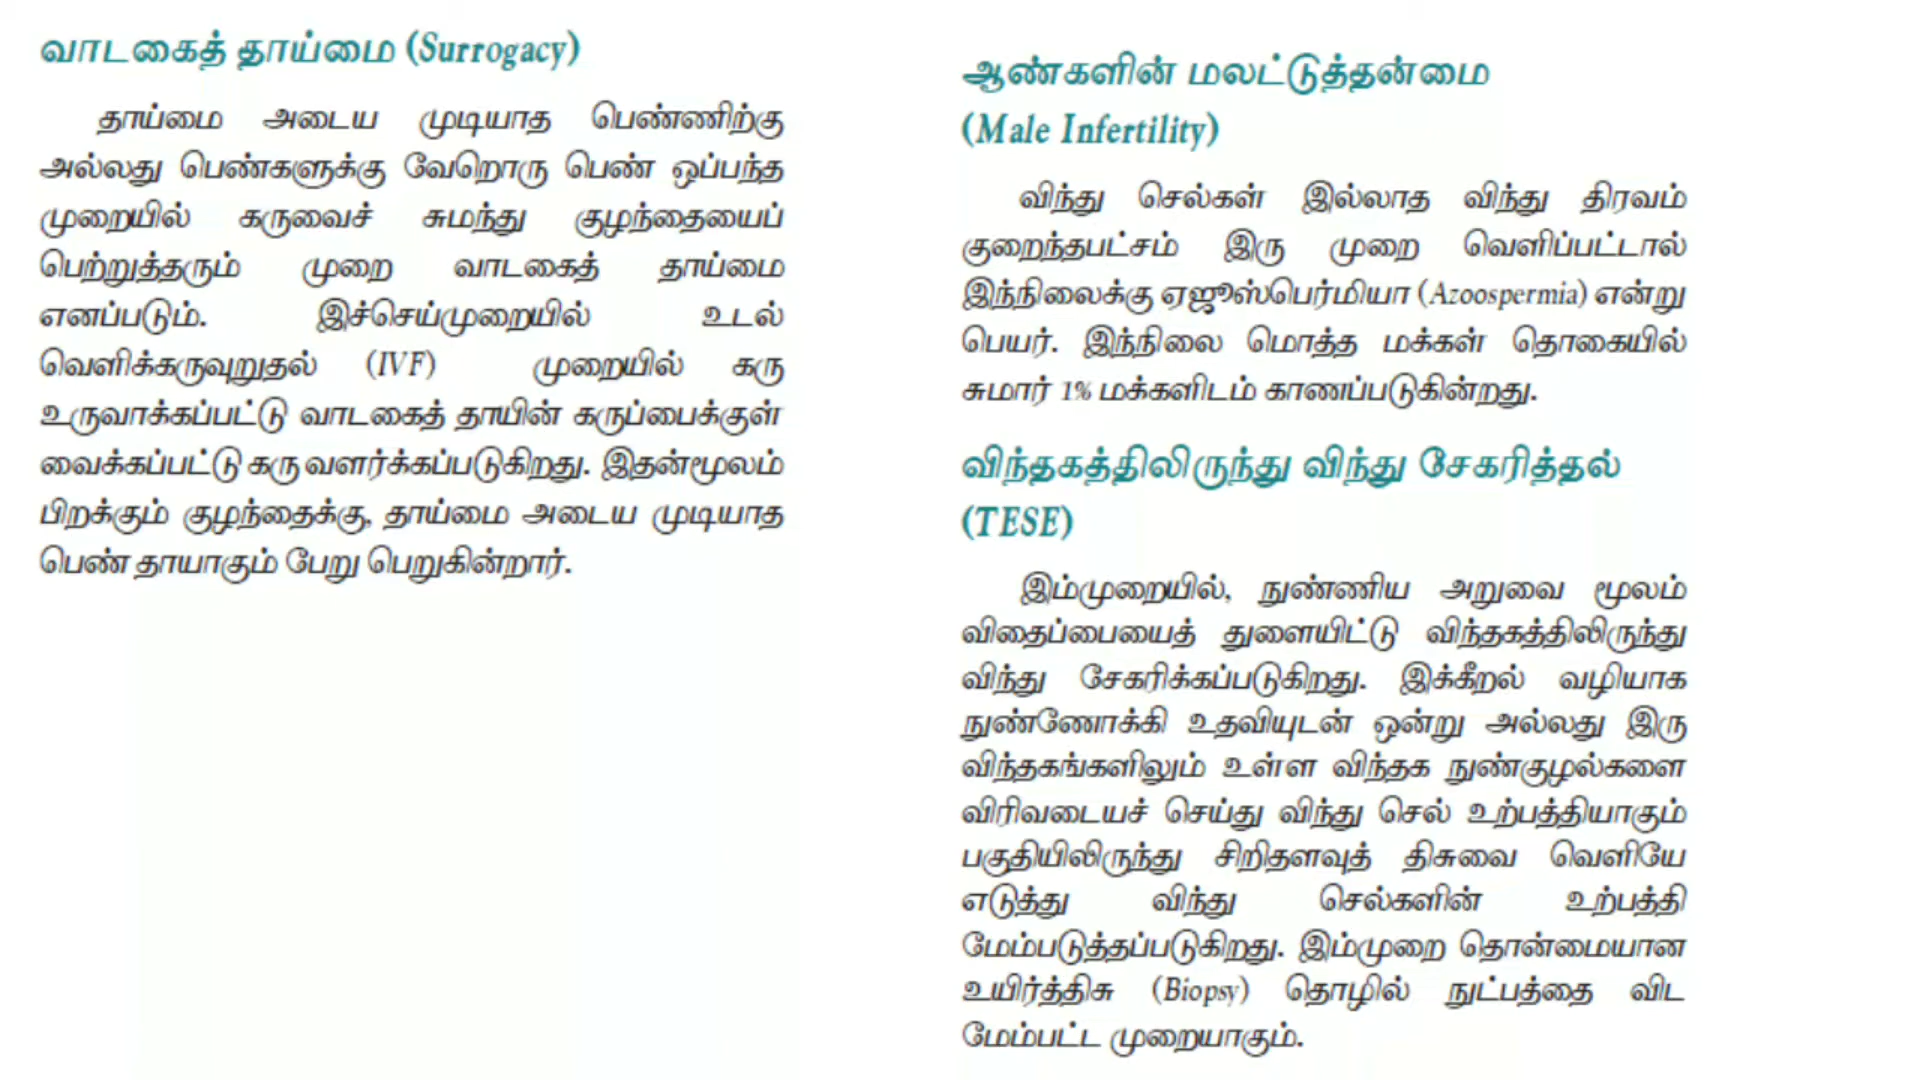 வாடகைத் தாய்மை (Surrogacy)
தாய்மை அடைய முடியாத பெண்ணிற்கு
அல்லது பெண்களுக்கு வேறொரு பெண் ஒப்பந்த
முறையில் கருவைச் சுமந்து குழந்தையைப்
பெற்றுத்தரும் முறை வாடகைத் தாய்மை
எனப்படும். இச்செய்முறையில் உடல்
வெளிக்கருவுறுதல் (IVF) முறையில் கரு
உருவாக்கப்பட்டு வாடகைத் தாயின் கருப்பைக்குள்
வைக்கப்பட்டு கரு வளர்க்கப்படுகிறது. இதன்மூலம்
பிறக்கும் குழந்தைக்கு, தாய்மை அடைய முடியாத
பெண் தாயாகும் பேறு பெறுகின்றார்.
ஆண்களின் மலட்டுத்தன்மை
(Male Infertility)
விந்து செல்கள் இல்லாத விந்து திரவம்
குறைந்தபட்சம் இரு முறை வெளிப்பட்டால்
இந்நிலைக்கு ஏஜூஸ்பெர்மியா (Azoospermia) என்று
பெயர். இந்நிலை மொத்த மக்கள் தொகையில்
சுமார் 1% மக்களிடம் காணப்படுகின்றது.
விந்தகத்திலிருந்து விந்து சேகரித்தல்
(TESE)
இம்முறையில், நுண்ணிய அறுவை மூலம்
விதைப்பையைத் துளையிட்டு விந்தகத்திலிருந்து
விந்து சேகரிக்கப்படுகிறது. இக்கீறல் வழியாக
நுண்ணோக்கி உதவியுடன் ஒன்று அல்லது இரு
விந்தகங்களிலும் உள்ள விந்தக நுண்குழல்களை
விரிவடையச் செய்து விந்து செல் உற்பத்தியாகும்
பகுதியிலிருந்து சிறிதளவுத் திசுவை வெளியே
எடுத்து விந்து செல்களின் உற்பத்தி
மேம்படுத்தப்படுகிறது. இம்முறை தொன்மையான
உயிர்த்திசு (Biopsy) தொழில் நுட்பத்தை விட
மேம்பட்ட முறையாகும்.